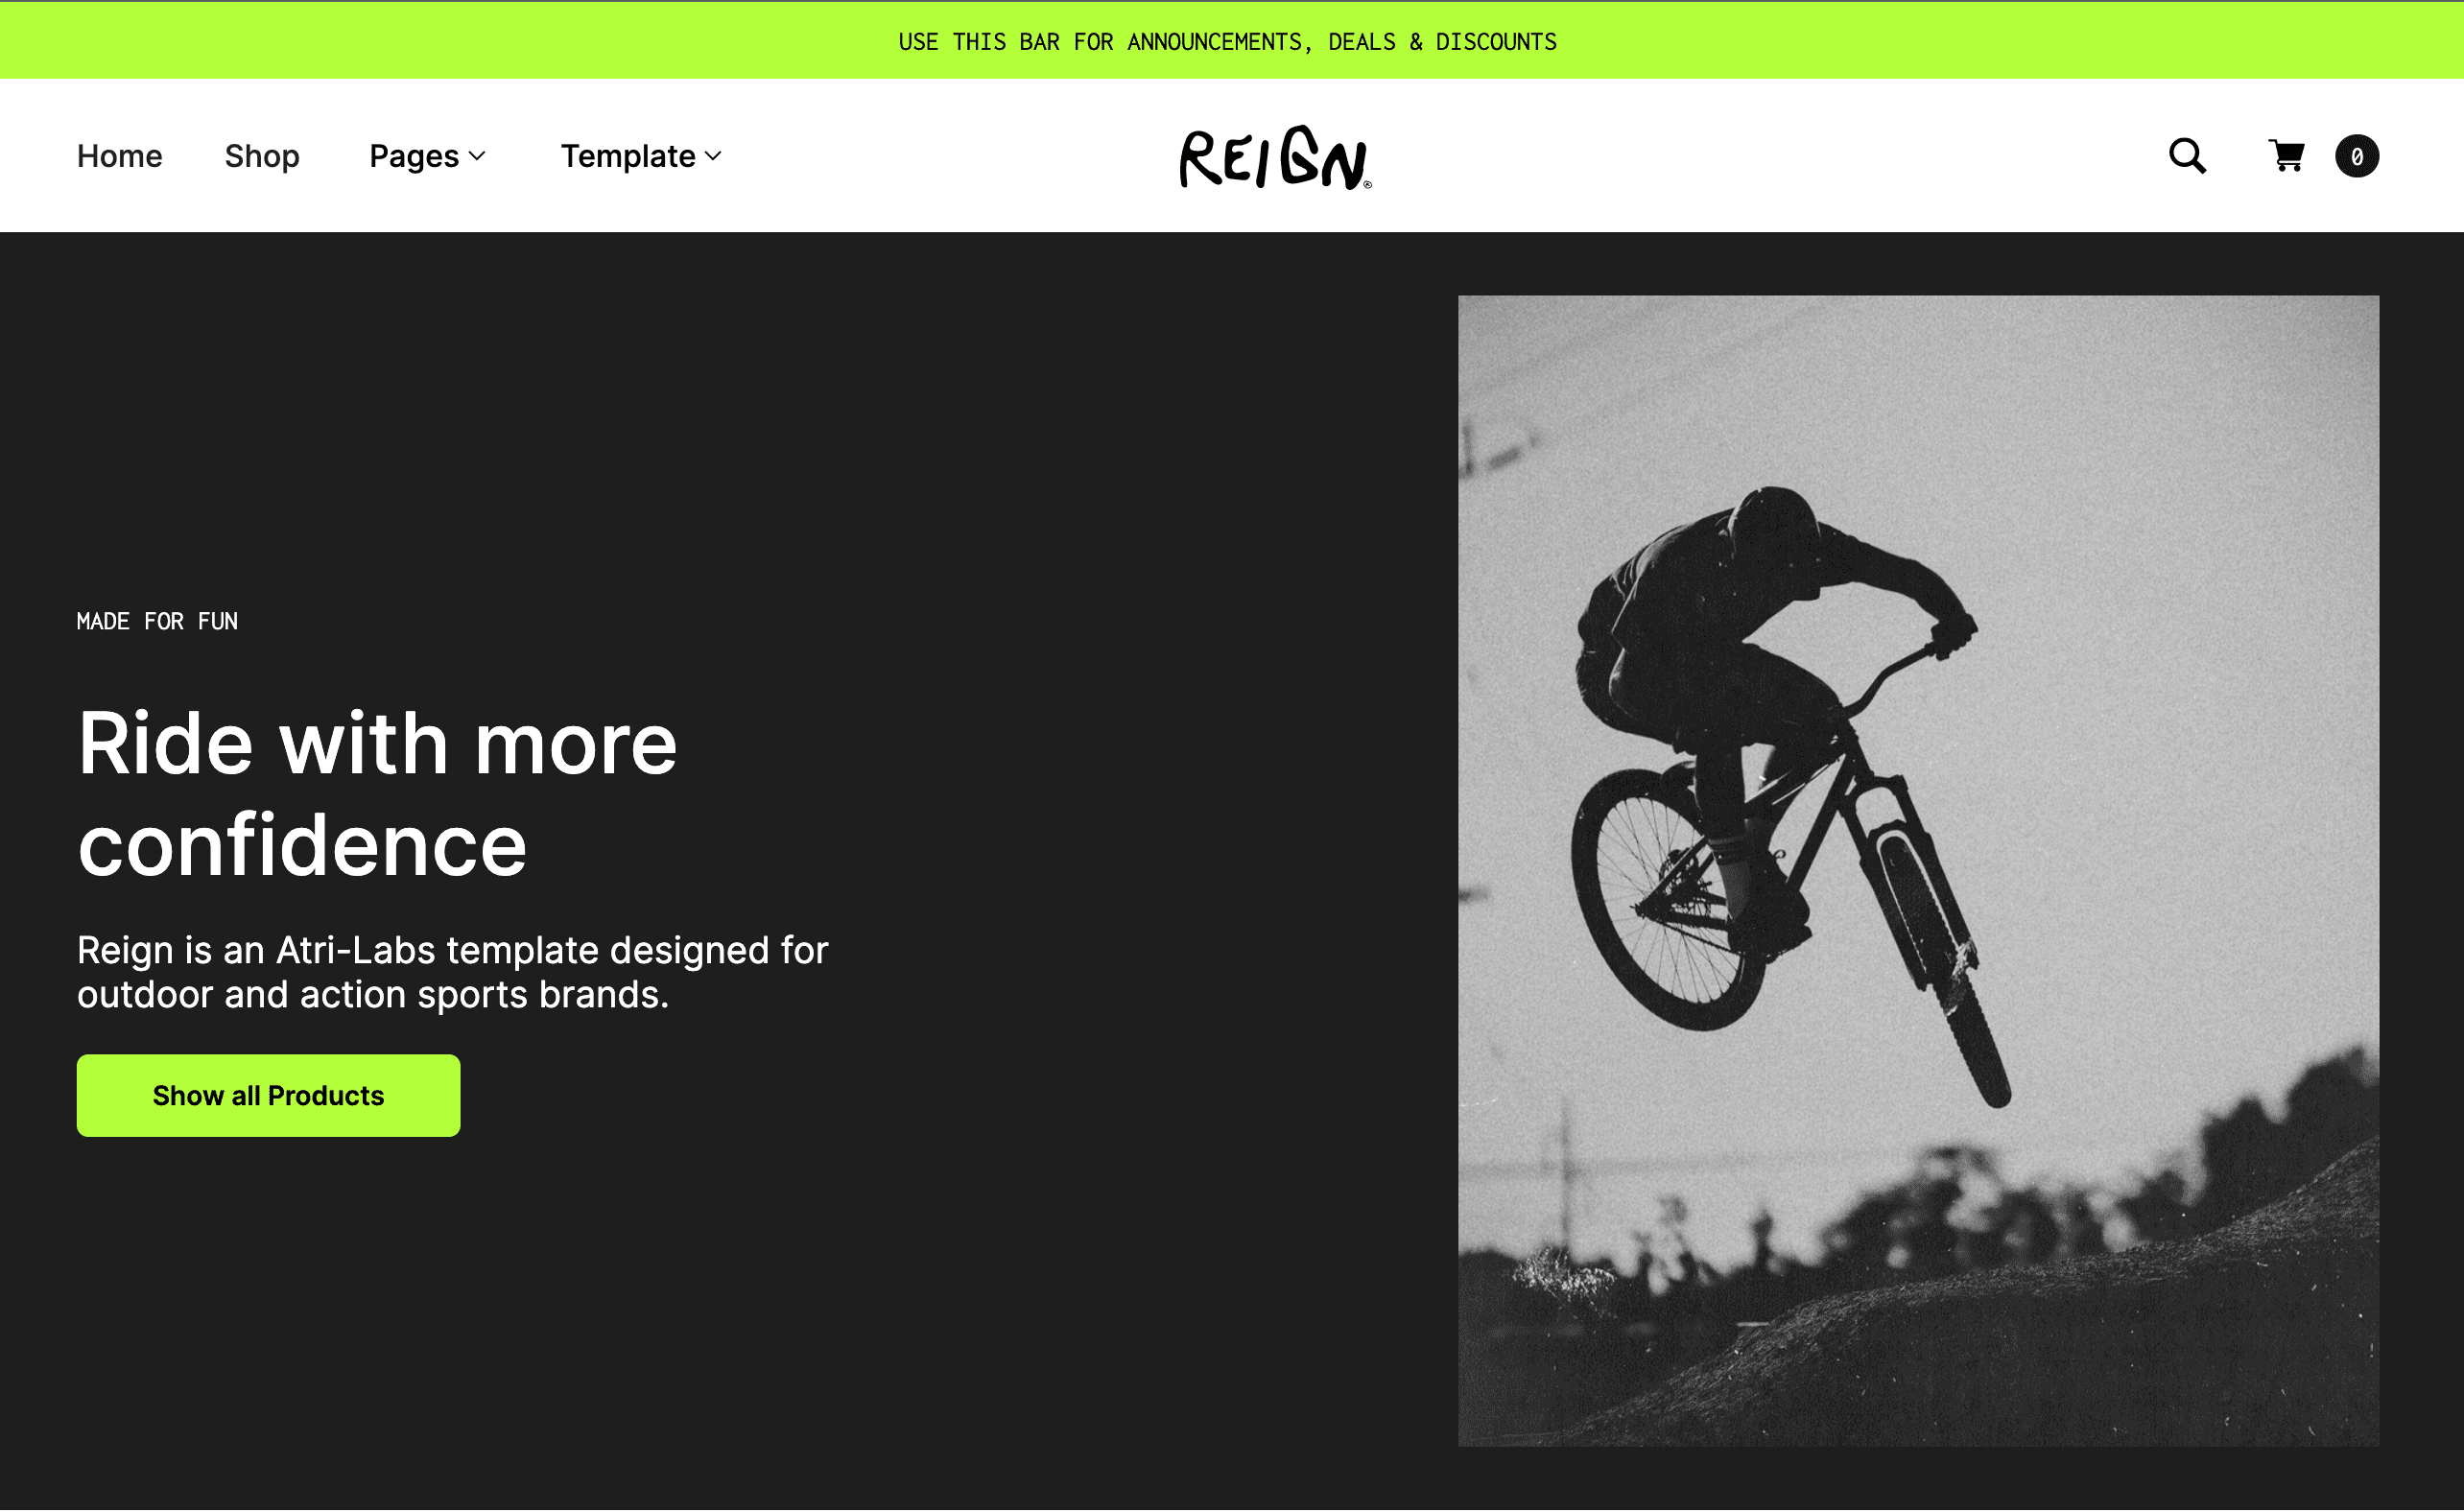 USE THIS BAR FOR ANNOUNCEMENTS, DEALS & DISCOUNTS
Home Shop Pages Template
REIGN®
0
MADE FOR FUN
Ride with more
confidence
Reign is an Atri-Labs template designed for
outdoor and action sports brands.
Show all Products